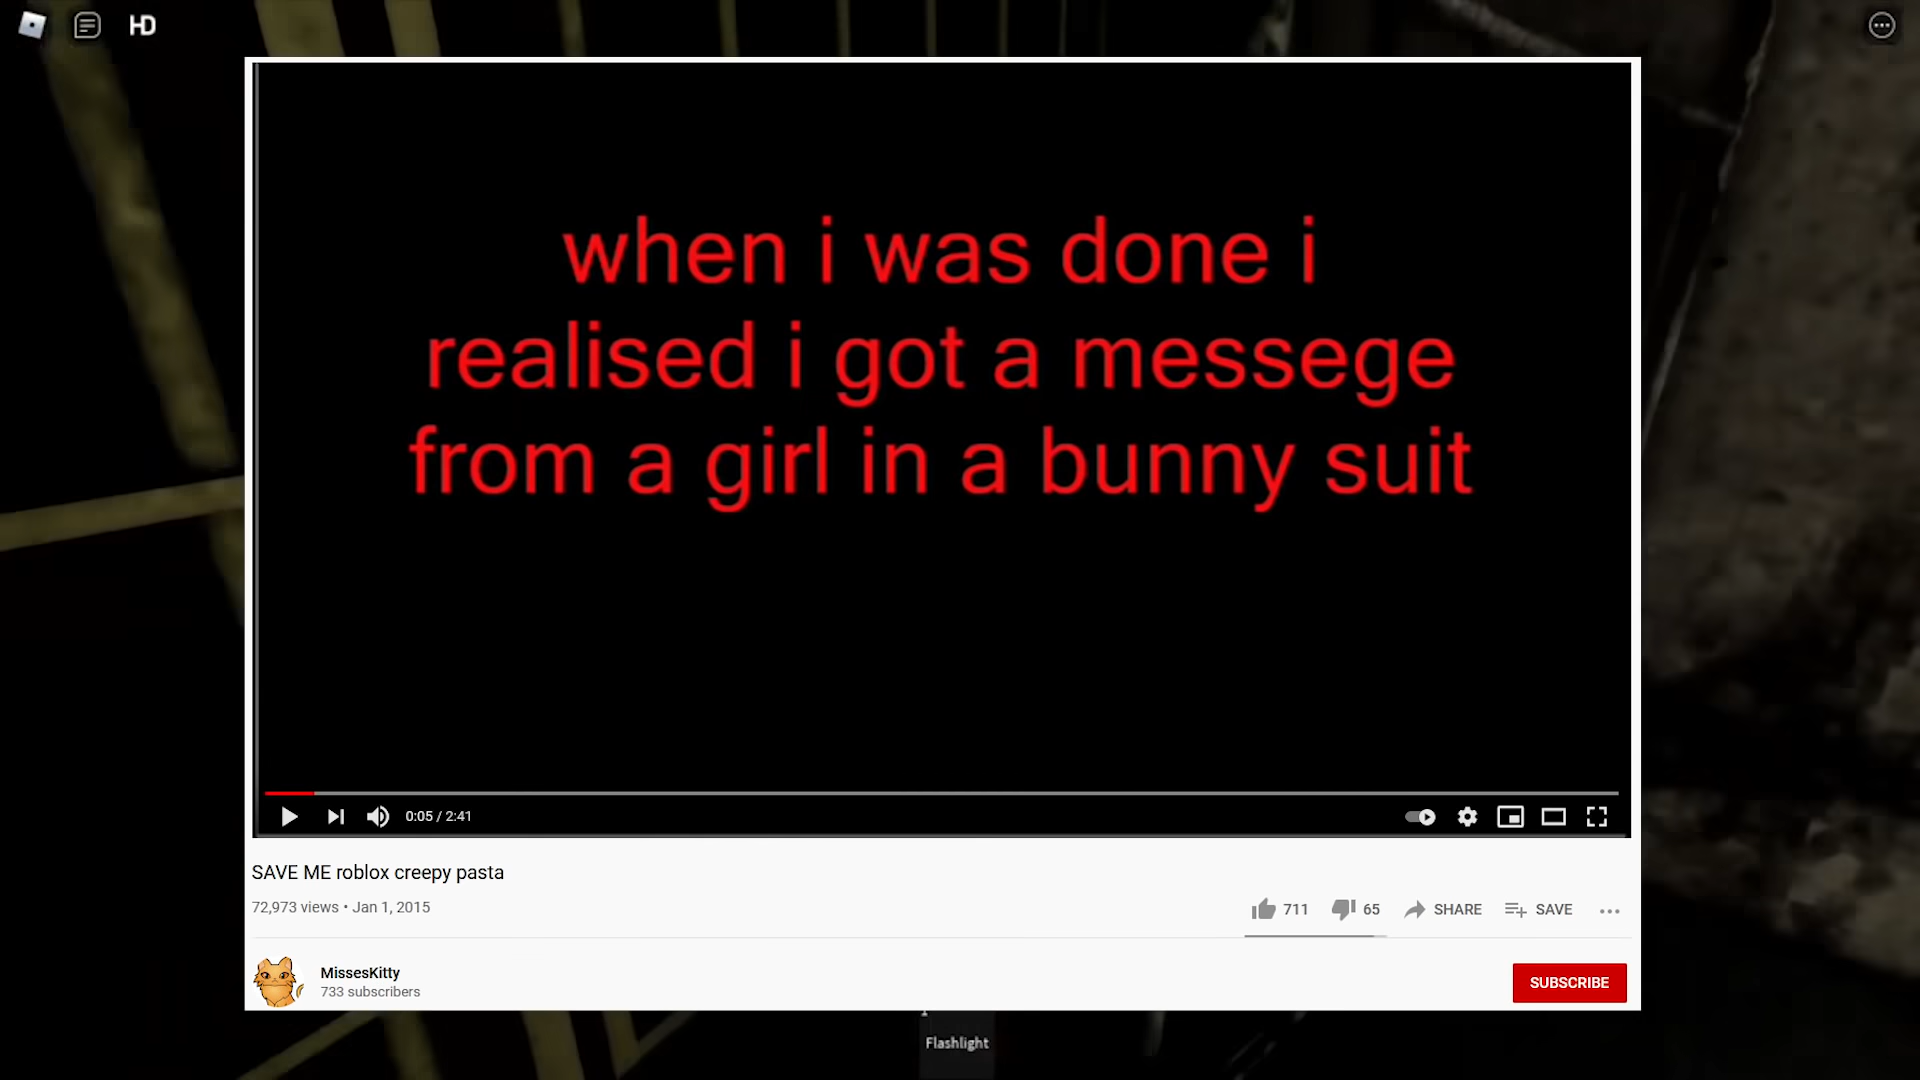 HD
when i was done i
realised i got a messege
from a girl in a bunny suit
0:05 / 2:41
SAVE ME roblox creepy pasta
72,973 views • Jan 1, 2015
711 65 SHARE SAVE
MissesKitty
733 subscribers
SUBSCRIBE
Flashlight